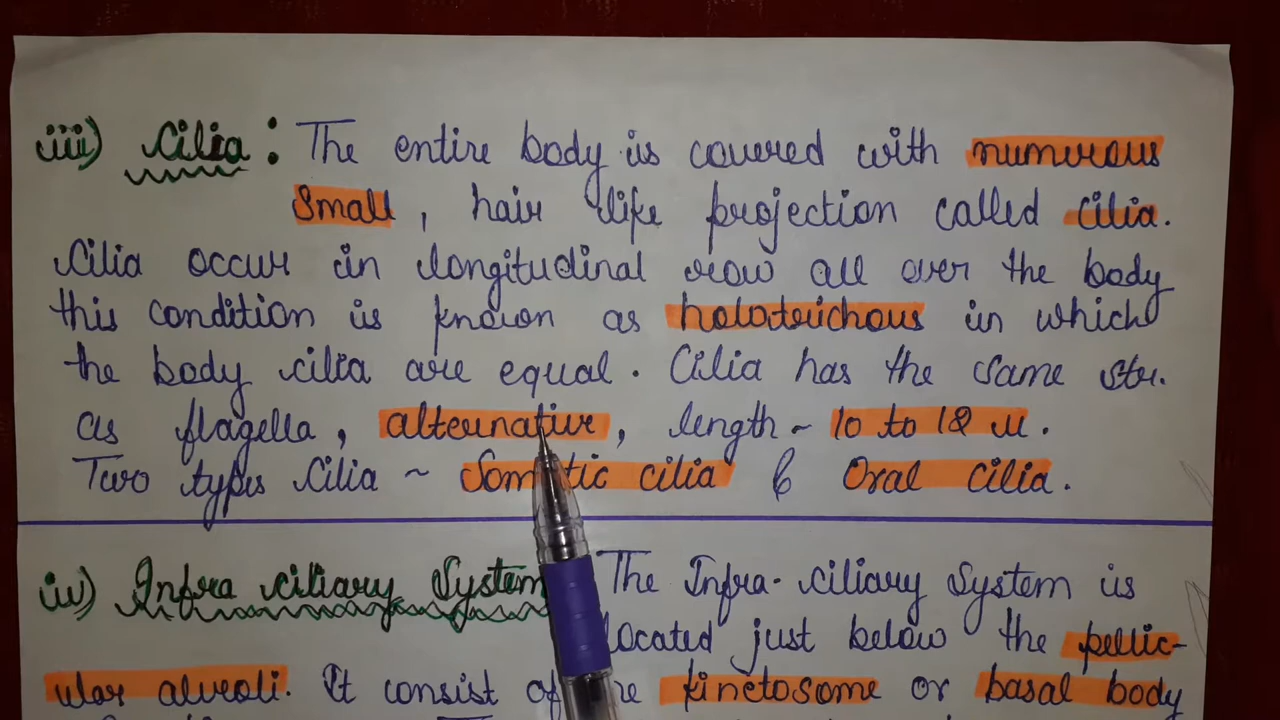 iii) Cilia : The entire body is covered with numerous
small , hair like projection called cilia.
Cilia occur in longitudinal row all over the body
this condition is known as holotrichous in which
the body cilia are equal . Cilia has the same str.
as flagella , alternative , length ~ 10 to 12 µ .
Two types Cilia ~ Somatic cilia & Oral cilia .
iv) Infra ciliary System The Infra- ciliary System is
located just below the pellic-
ular alveoli. It consist of kinetosome or basal body